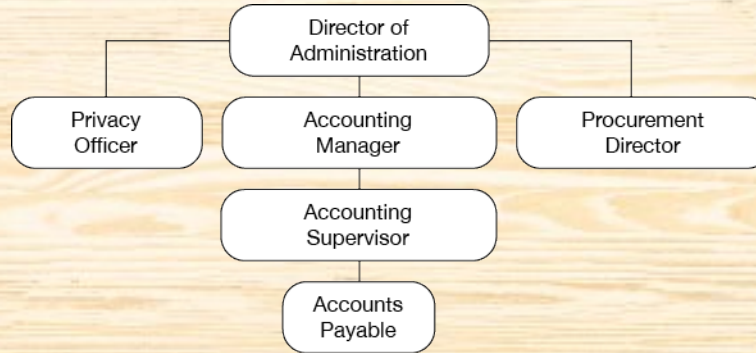 Director of
Administration
Privacy
Officer
Accounting
Manager
Procurement
Director
Accounting
Supervisor
Accounts
Payable